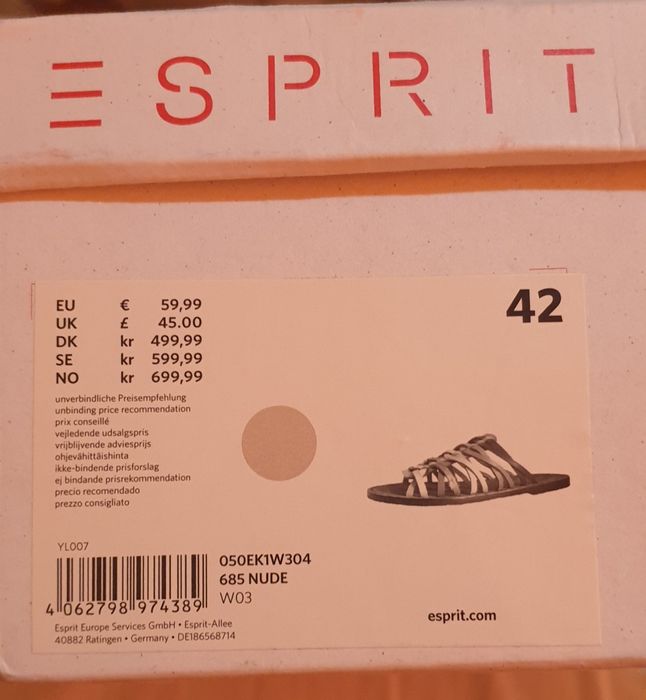 ESPRIT
42
EU € 59,99
UK £ 45.00
DK kr 499,99
SE kr 599,99
NO kr 699,99
unverbindliche Preisempfehlung
unbinding price recommendation
prix conseillé
vejledende udsalgspris
vrijblijvende adviesprijs
ohjevähittäishinta
ikke-bindende prisforslag
ej bindande prisrekommendation
precio recomendado
prezzo consigliato
YL007
4 062798 974389
050EK1W304
685 NUDE
W03
Esprit Europe Services GmbH • Esprit-Allee
40882 Ratingen • Germany • DE186568714
esprit.com